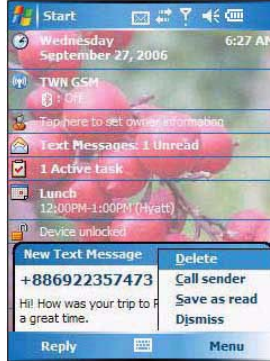 Start
Wednesday 6:27 AM
September 27, 2006
TWN GSM
: Off
Tap here to set owner information
Text Messages: 1 Unread
1 Active task
Lunch
12:00PM-1:00PM (Hyatt)
Device unlocked
New Text Message
+886922357473
Hi! How was your trip to
a great time.
Delete
Call sender
Save as read
Dismiss
Reply Menu